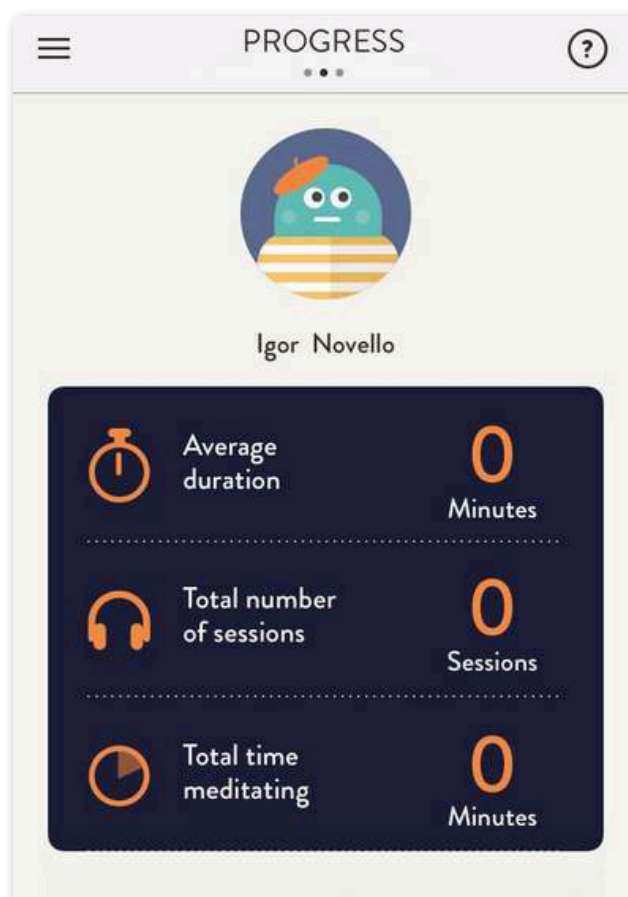 PROGRESS
?
Igor Novello
Average
duration
0
Minutes
Total number
of sessions
0
Sessions
Total time
meditating
0
Minutes